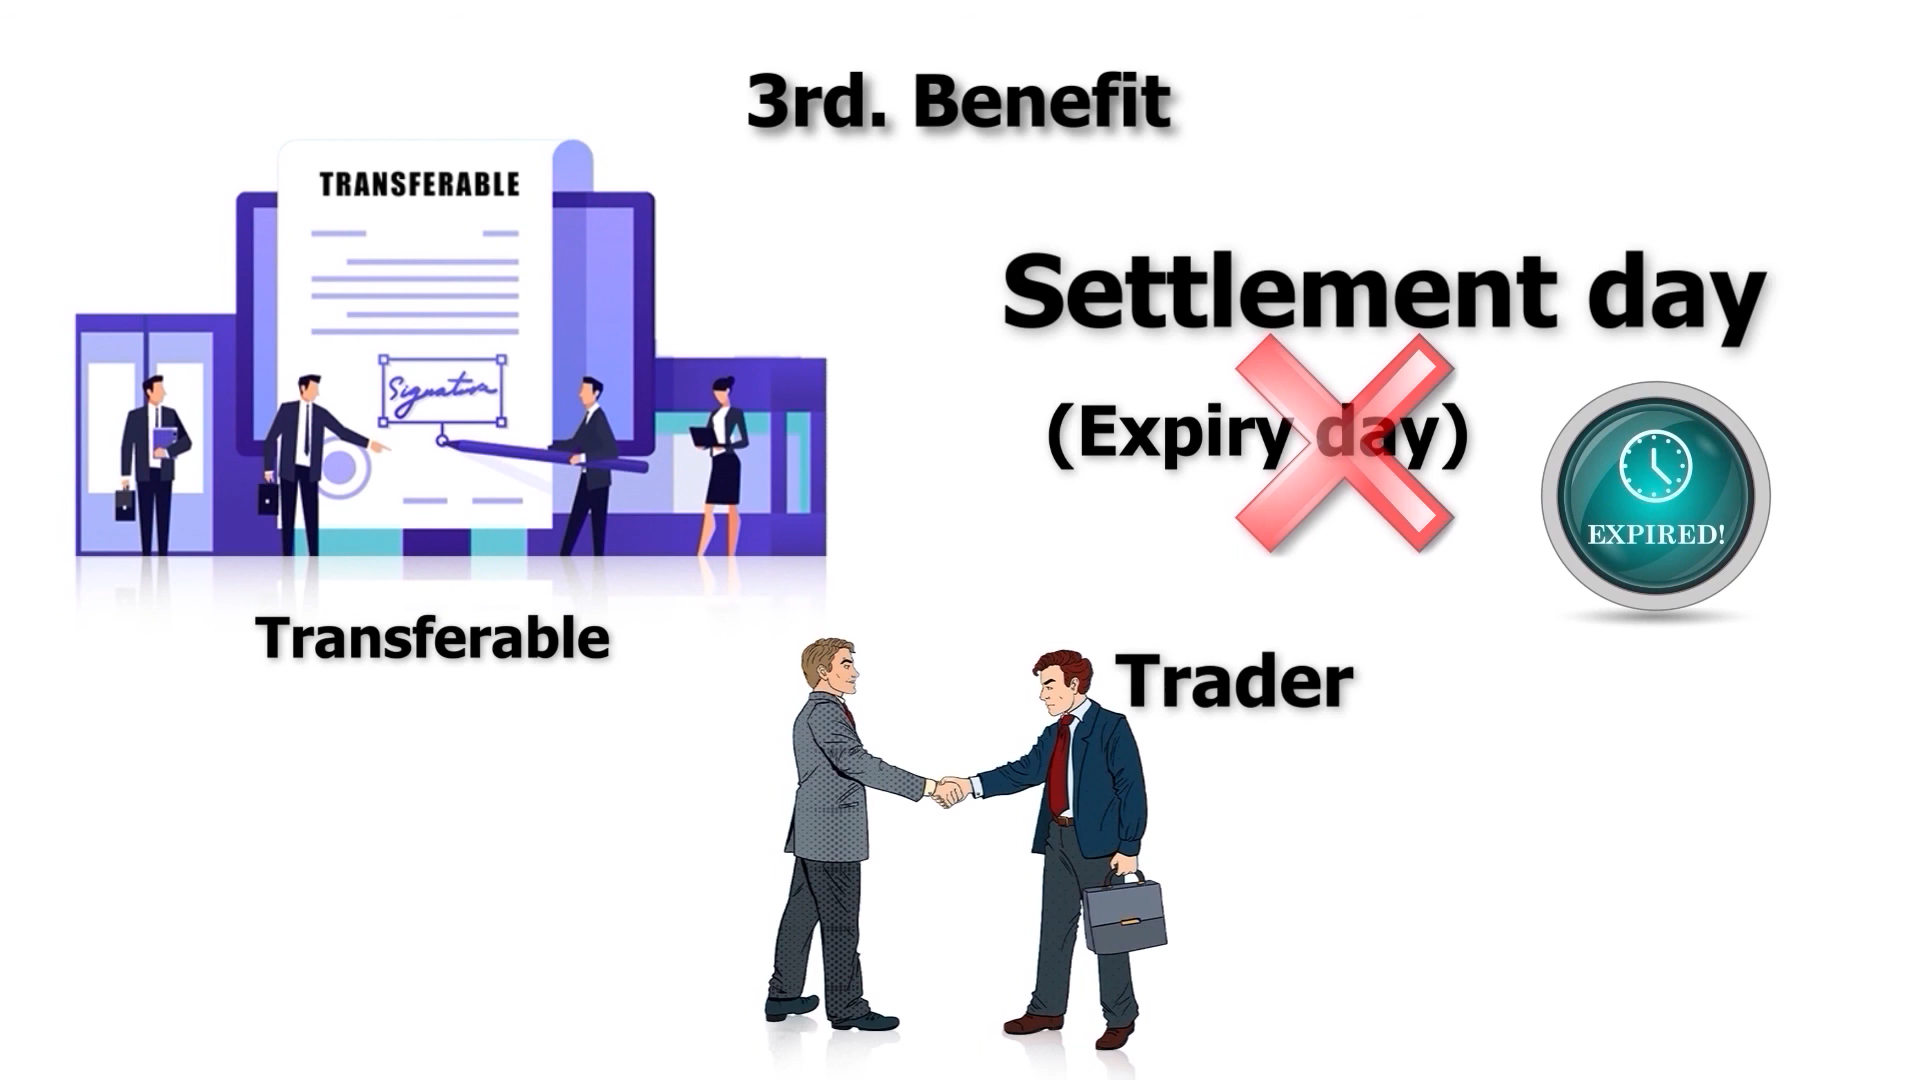 3rd. Benefit
TRANSFERABLE
Signature
Transferable
Settlement day
(Expiry day)
EXPIRED!
Trader